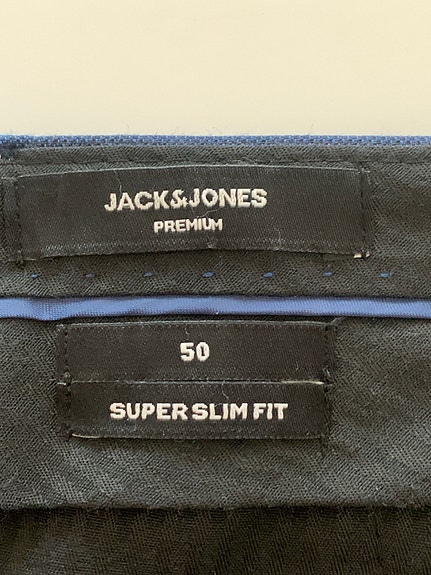 JACK&JONES
PREMIUM
50
SUPER SLIM FIT